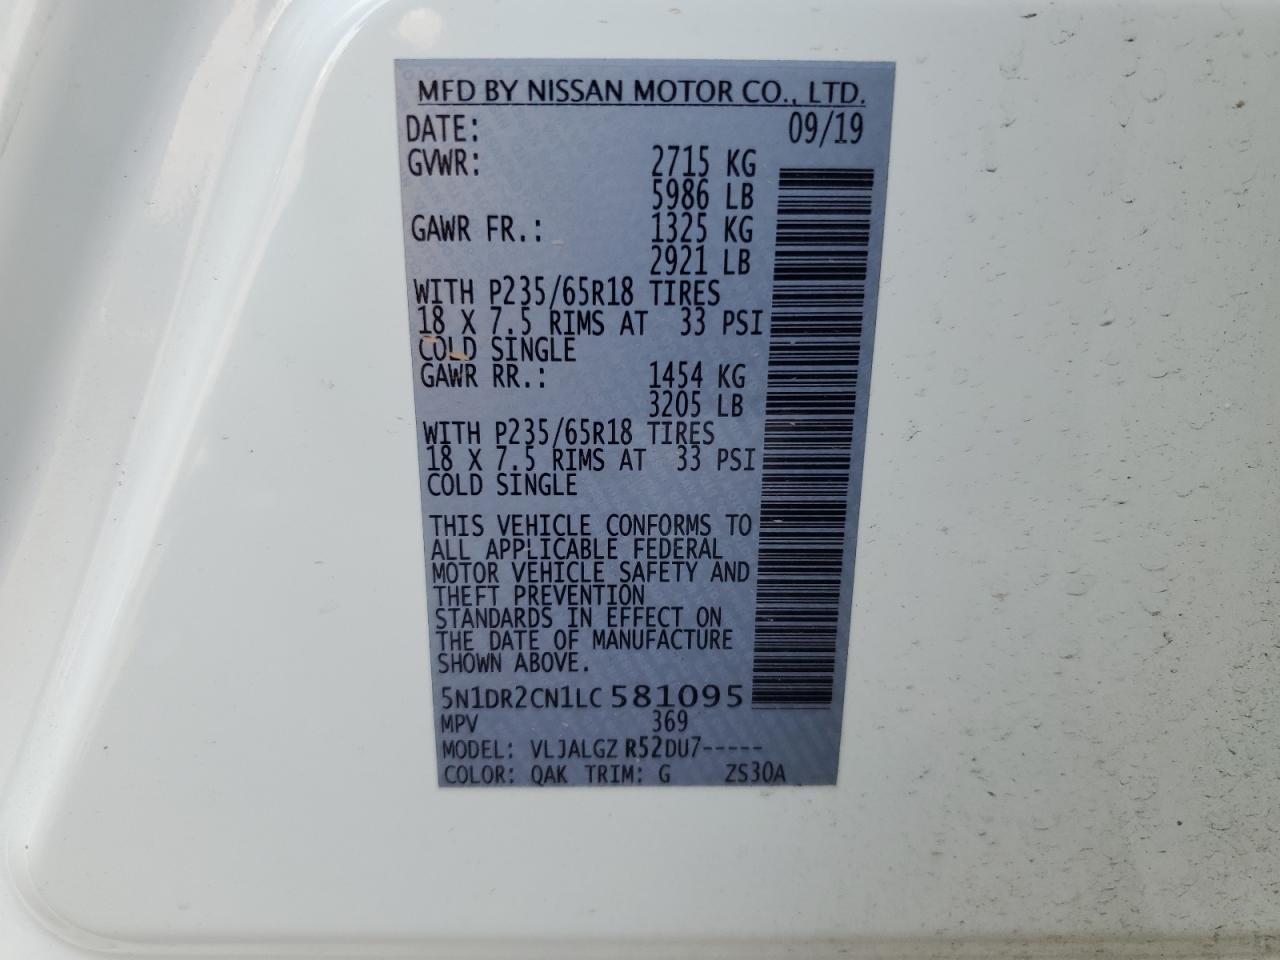 MFD BY NISSAN MOTOR CO., LTD.
DATE: 09/19
GVWR: 2715 KG
5986 LB
GAWR FR.: 1325 KG
2921 LB
WITH P235/65R18 TIRES
18 X 7.5 RIMS AT 33 PSI
COLD SINGLE
GAWR RR.: 1454 KG
3205 LB
WITH P235/65R18 TIRES
18 X 7.5 RIMS AT 33 PSI
COLD SINGLE
THIS VEHICLE CONFORMS TO
ALL APPLICABLE FEDERAL
MOTOR VEHICLE SAFETY AND
THEFT PREVENTION
STANDARDS IN EFFECT ON
THE DATE OF MANUFACTURE
SHOWN ABOVE.
5N1DR2CN1LC581095
MPV 369
MODEL: VLJALGZ R52DU7-----
COLOR: QAK TRIM: G ZS30A